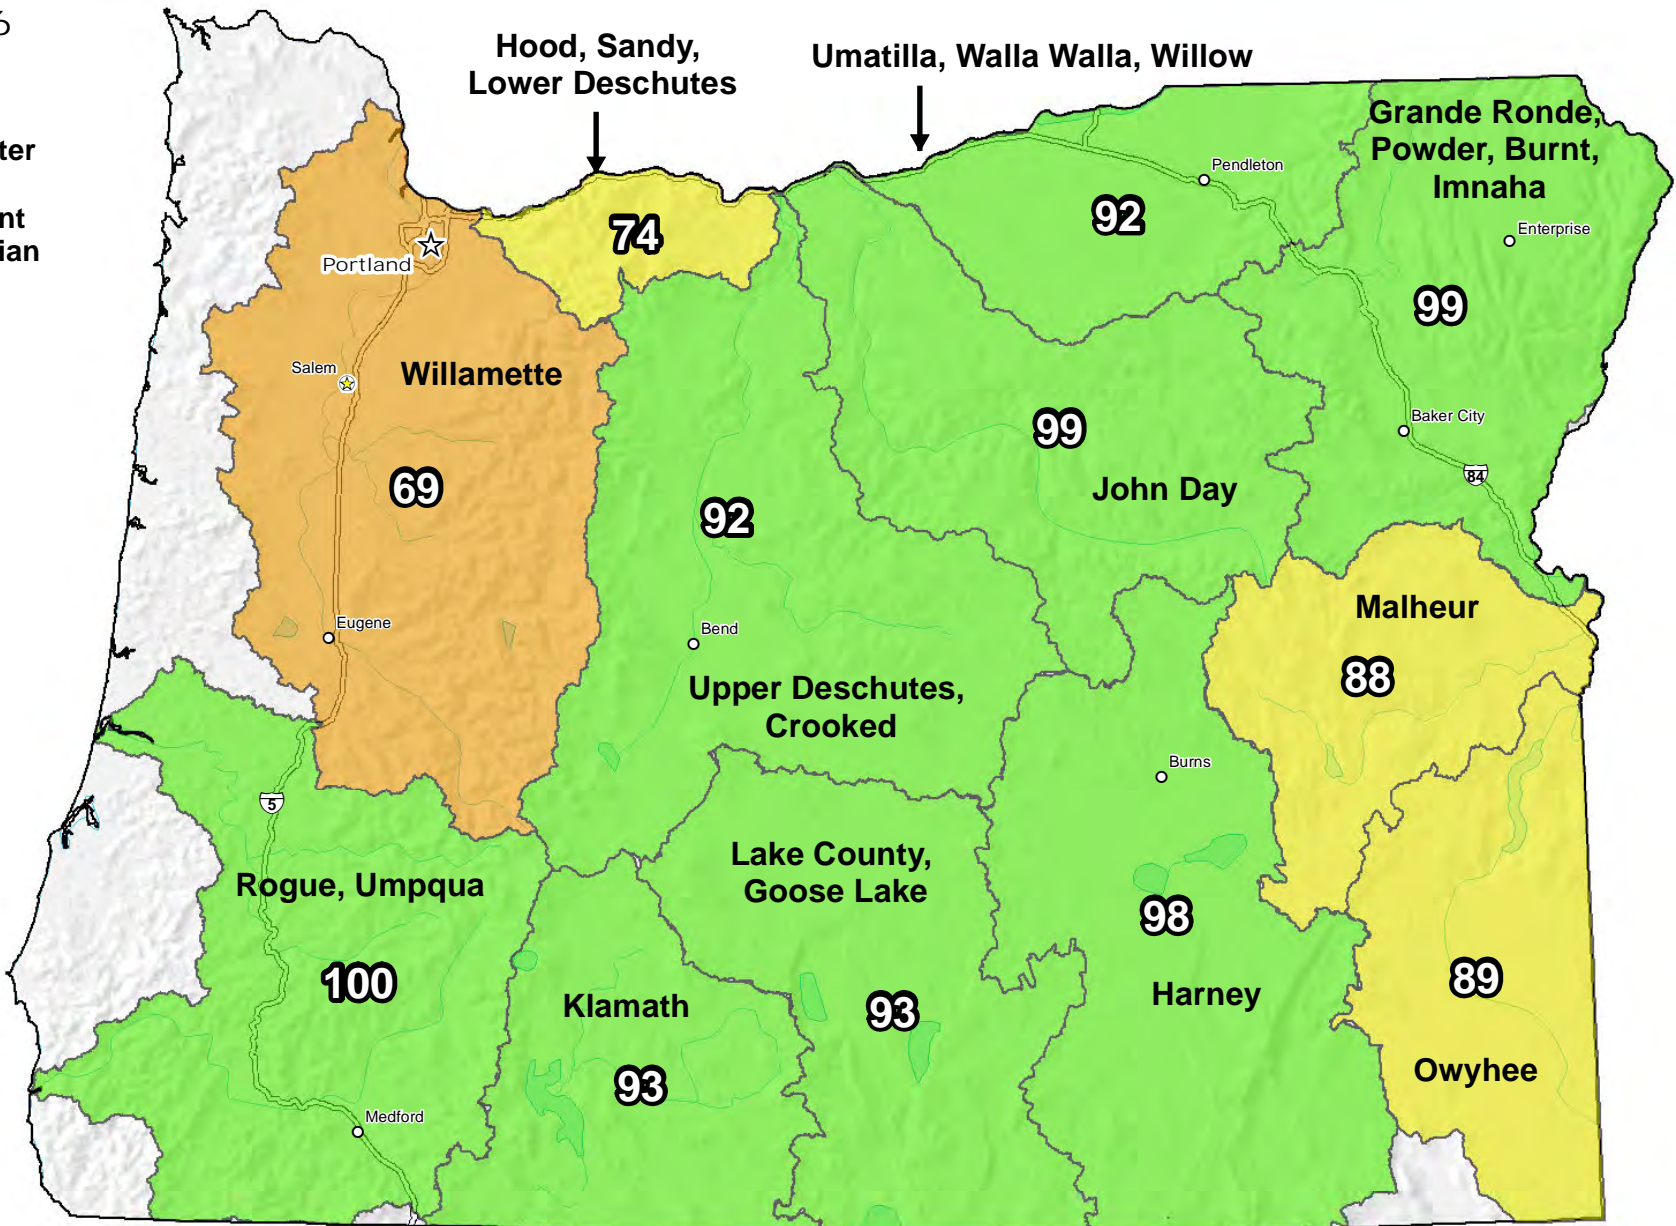 6
ter
nt
ian
Hood, Sandy,
Lower Deschutes
Umatilla, Walla Walla, Willow
Grande Ronde,
Powder, Burnt,
Imnaha
Pendleton
Enterprise
74
92
99
Portland
Salem
Willamette
69
Baker City
84
99
John Day
92
Malheur
88
Eugene
Bend
Upper Deschutes,
Crooked
Burns
5
Lake County,
Goose Lake
Rogue, Umpqua
100
98
Harney
Klamath
93
93
89
Owyhee
Medford